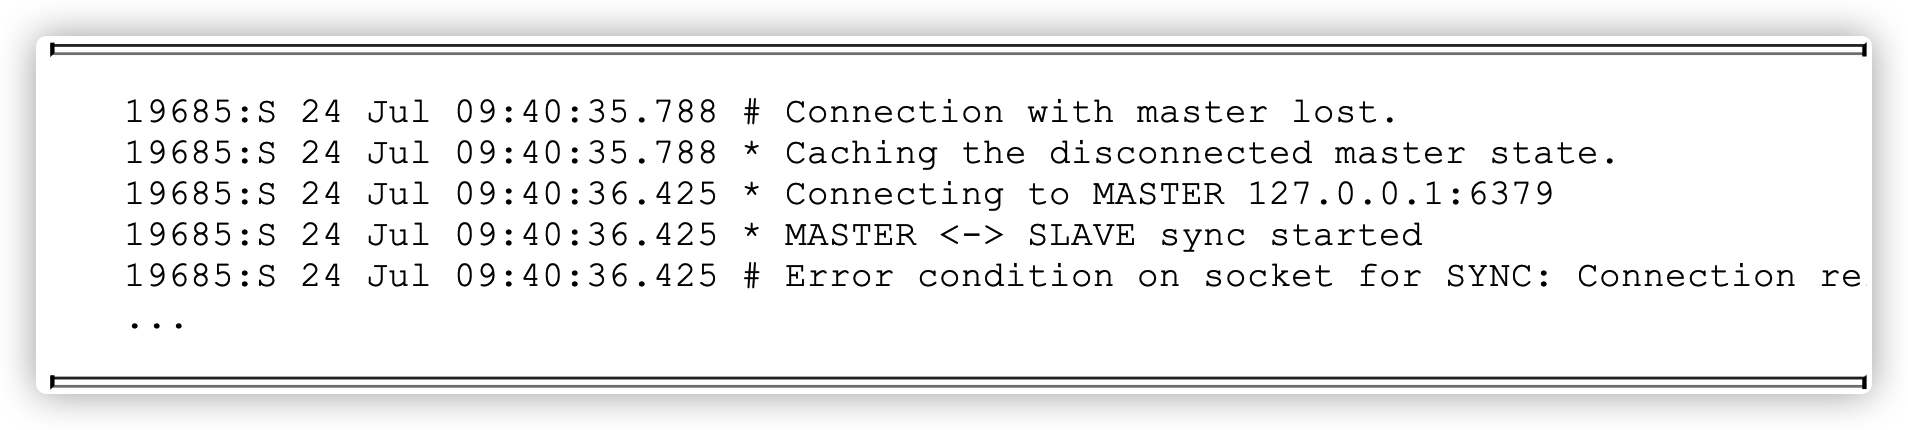 19685:S 24 Jul 09:40:35.788 # Connection with master lost.
19685:S 24 Jul 09:40:35.788 * Caching the disconnected master state.
19685:S 24 Jul 09:40:36.425 * Connecting to MASTER 127.0.0.1:6379
19685:S 24 Jul 09:40:36.425 * MASTER <-> SLAVE sync started
19685:S 24 Jul 09:40:36.425 # Error condition on socket for SYNC: Connection re
...